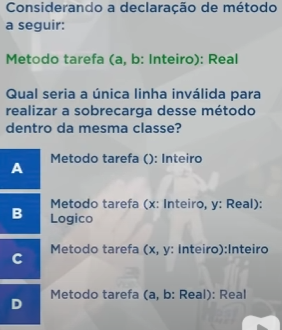 Considerando a declaração de método
a seguir:
Metodo tarefa (a, b: Inteiro): Real
Qual seria a única linha inválida para
realizar a sobrecarga desse método
dentro da mesma classe?
A
Metodo tarefa (): Inteiro
B
Metodo tarefa (x: Inteiro, y: Real):
Logico
C
Metodo tarefa (x, y: Inteiro):Inteiro
D
Metodo tarefa (a, b: Real): Real